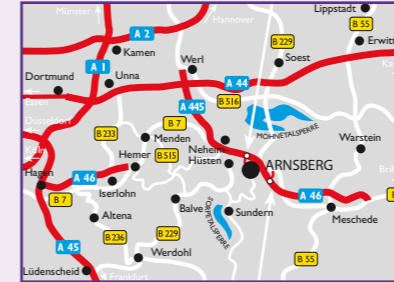 Münster
Hannover
Lippstadt
A 2
B 55
Kamen
B 229
Erwitt
Werl
Soest
A 1
Unna
Dortmund
A 44
Essen
A 445
B 516
Düsseldorf
B 7
MÖHNETALSPERRE
B 233
Menden
Warstein
Neheim
Köln
Hemer
B 515
Hüsten
ARNSBERG
Hagen
A 46
Bril
Iserlohn
A 46
B 7
Balve
SORPETALSPERRE
Altena
Sundern
Meschede
B 229
B 236
A 45
Werdohl
B 55
Lüdenscheid
Frankfurt